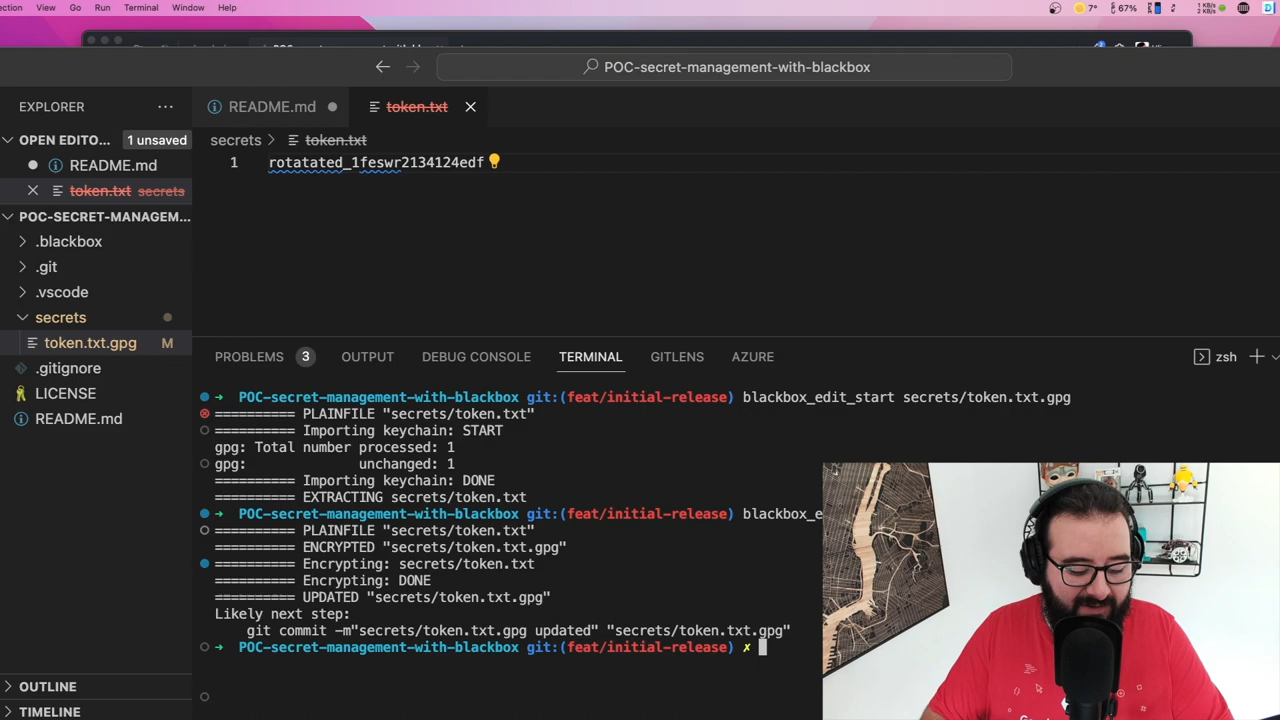 ection View Go Run Terminal Window Help
7° 67% 1 KB/s
2 KB/s
POC-secret-management-with-blackbox
EXPLORER
README.md
token.txt
OPEN EDITO... 1 unsaved
secrets > token.txt
README.md
1 rotatated_1feswr2134124edf
token.txt secrets
POC-SECRET-MANAGEM...
.blackbox
.git
.vscode
secrets
token.txt.gpg M
.gitignore
LICENSE
README.md
OUTLINE
TIMELINE
PROBLEMS 3 OUTPUT DEBUG CONSOLE TERMINAL GITLENS AZURE
zsh
➜ POC-secret-management-with-blackbox git:(feat/initial-release) blackbox_edit_start secrets/token.txt.gpg
========== PLAINFILE "secrets/token.txt"
========== Importing keychain: START
gpg: Total number processed: 1
gpg: unchanged: 1
========== Importing keychain: DONE
========== EXTRACTING secrets/token.txt
➜ POC-secret-management-with-blackbox git:(feat/initial-release) blackbox_e
========== PLAINFILE "secrets/token.txt"
========== ENCRYPTED "secrets/token.txt.gpg"
========== Encrypting: secrets/token.txt
========== Encrypting: DONE
========== UPDATED "secrets/token.txt.gpg"
Likely next step:
git commit -m"secrets/token.txt.gpg updated" "secrets/token.txt.gpg"
➜ POC-secret-management-with-blackbox git:(feat/initial-release) ✗